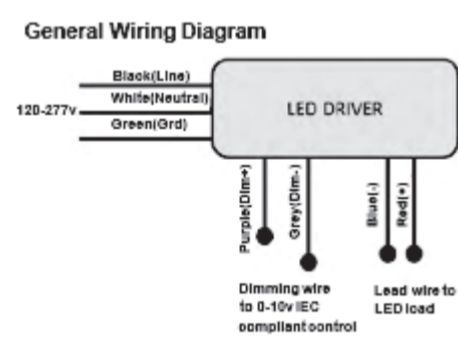 General Wiring Diagram
Black(Line)
White(Neutral)
120-277v
Green(Grd)
LED DRIVER
Purple(Dim+)
Grey(Dim-)
Blue(-)
Red(+)
Dimming wire
to 0-10v IEC
compliant control
Lead wire to
LED load